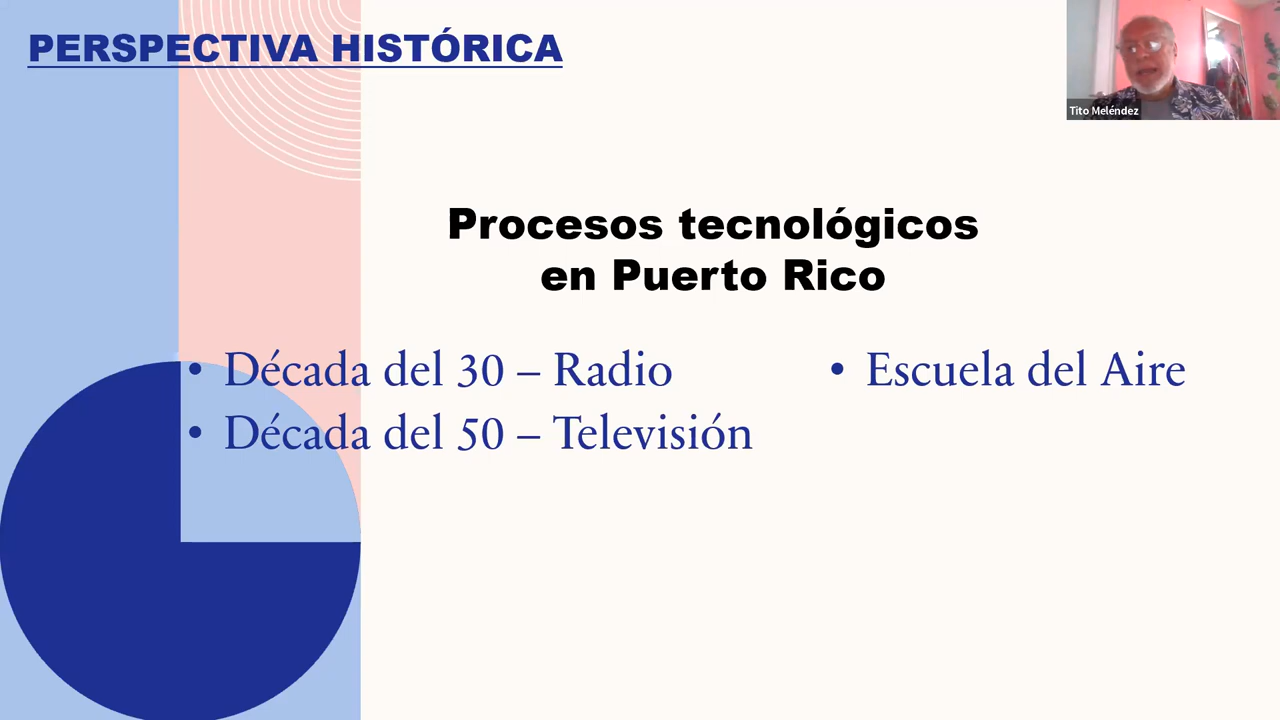 PERSPECTIVA HISTÓRICA
Tito Meléndez
Procesos tecnológicos
en Puerto Rico
• Década del 30 – Radio
• Década del 50 – Televisión
• Escuela del Aire